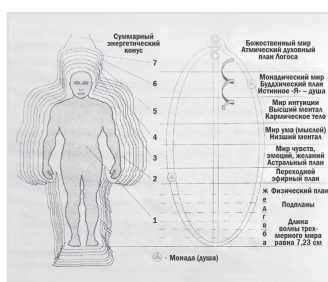 Суммарный
энергетический
конус
7
6
5
4
3
2
1
Божественный мир
Атмический духовный
план Логоса
Монадический мир
Буддхический план
Истинное «Я» – душа
Мир интуиции
Высший ментал
Кармическое тело
Мир ума (мыслей)
Низший ментал
Мир чувств,
эмоций, желаний
Астральный план
Переходной
эфирный план
ж Физический план
е
д Подпланы
г
в Длина
б волны трех-
а мерного мира
равна 7,23 см
- Монада (душа)